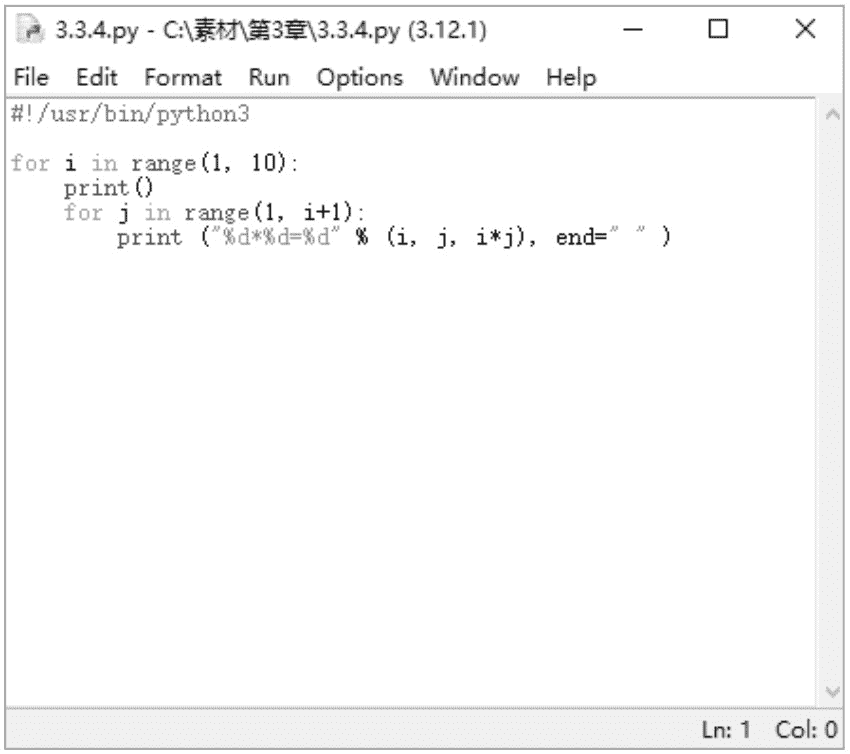 3.3.4.py - C:\素材\第3章\3.3.4.py (3.12.1)
File Edit Format Run Options Window Help
#!/usr/bin/python3
for i in range(1, 10):
    print()
    for j in range(1, i+1):
        print ("%d*%d=%d" % (i, j, i*j), end=" " )
Ln: 1 Col: 0